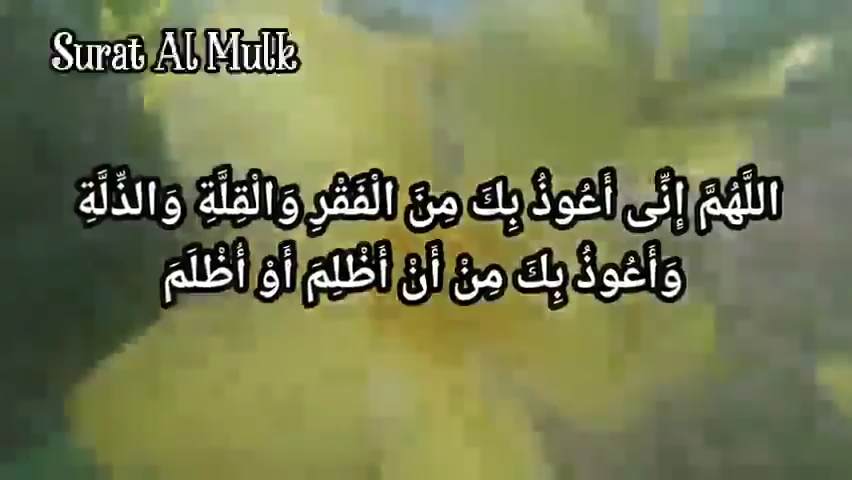 Surat Al Mulk
اللَّهُمَّ إِنِّى أَعُوذُ بِكَ مِنَ الْفَقْرِ وَالْقِلَّةِ وَالذِّلَّةِ
وَأَعُوذُ بِكَ مِنْ أَنْ أَظْلِمَ أَوْ أُظْلَمَ